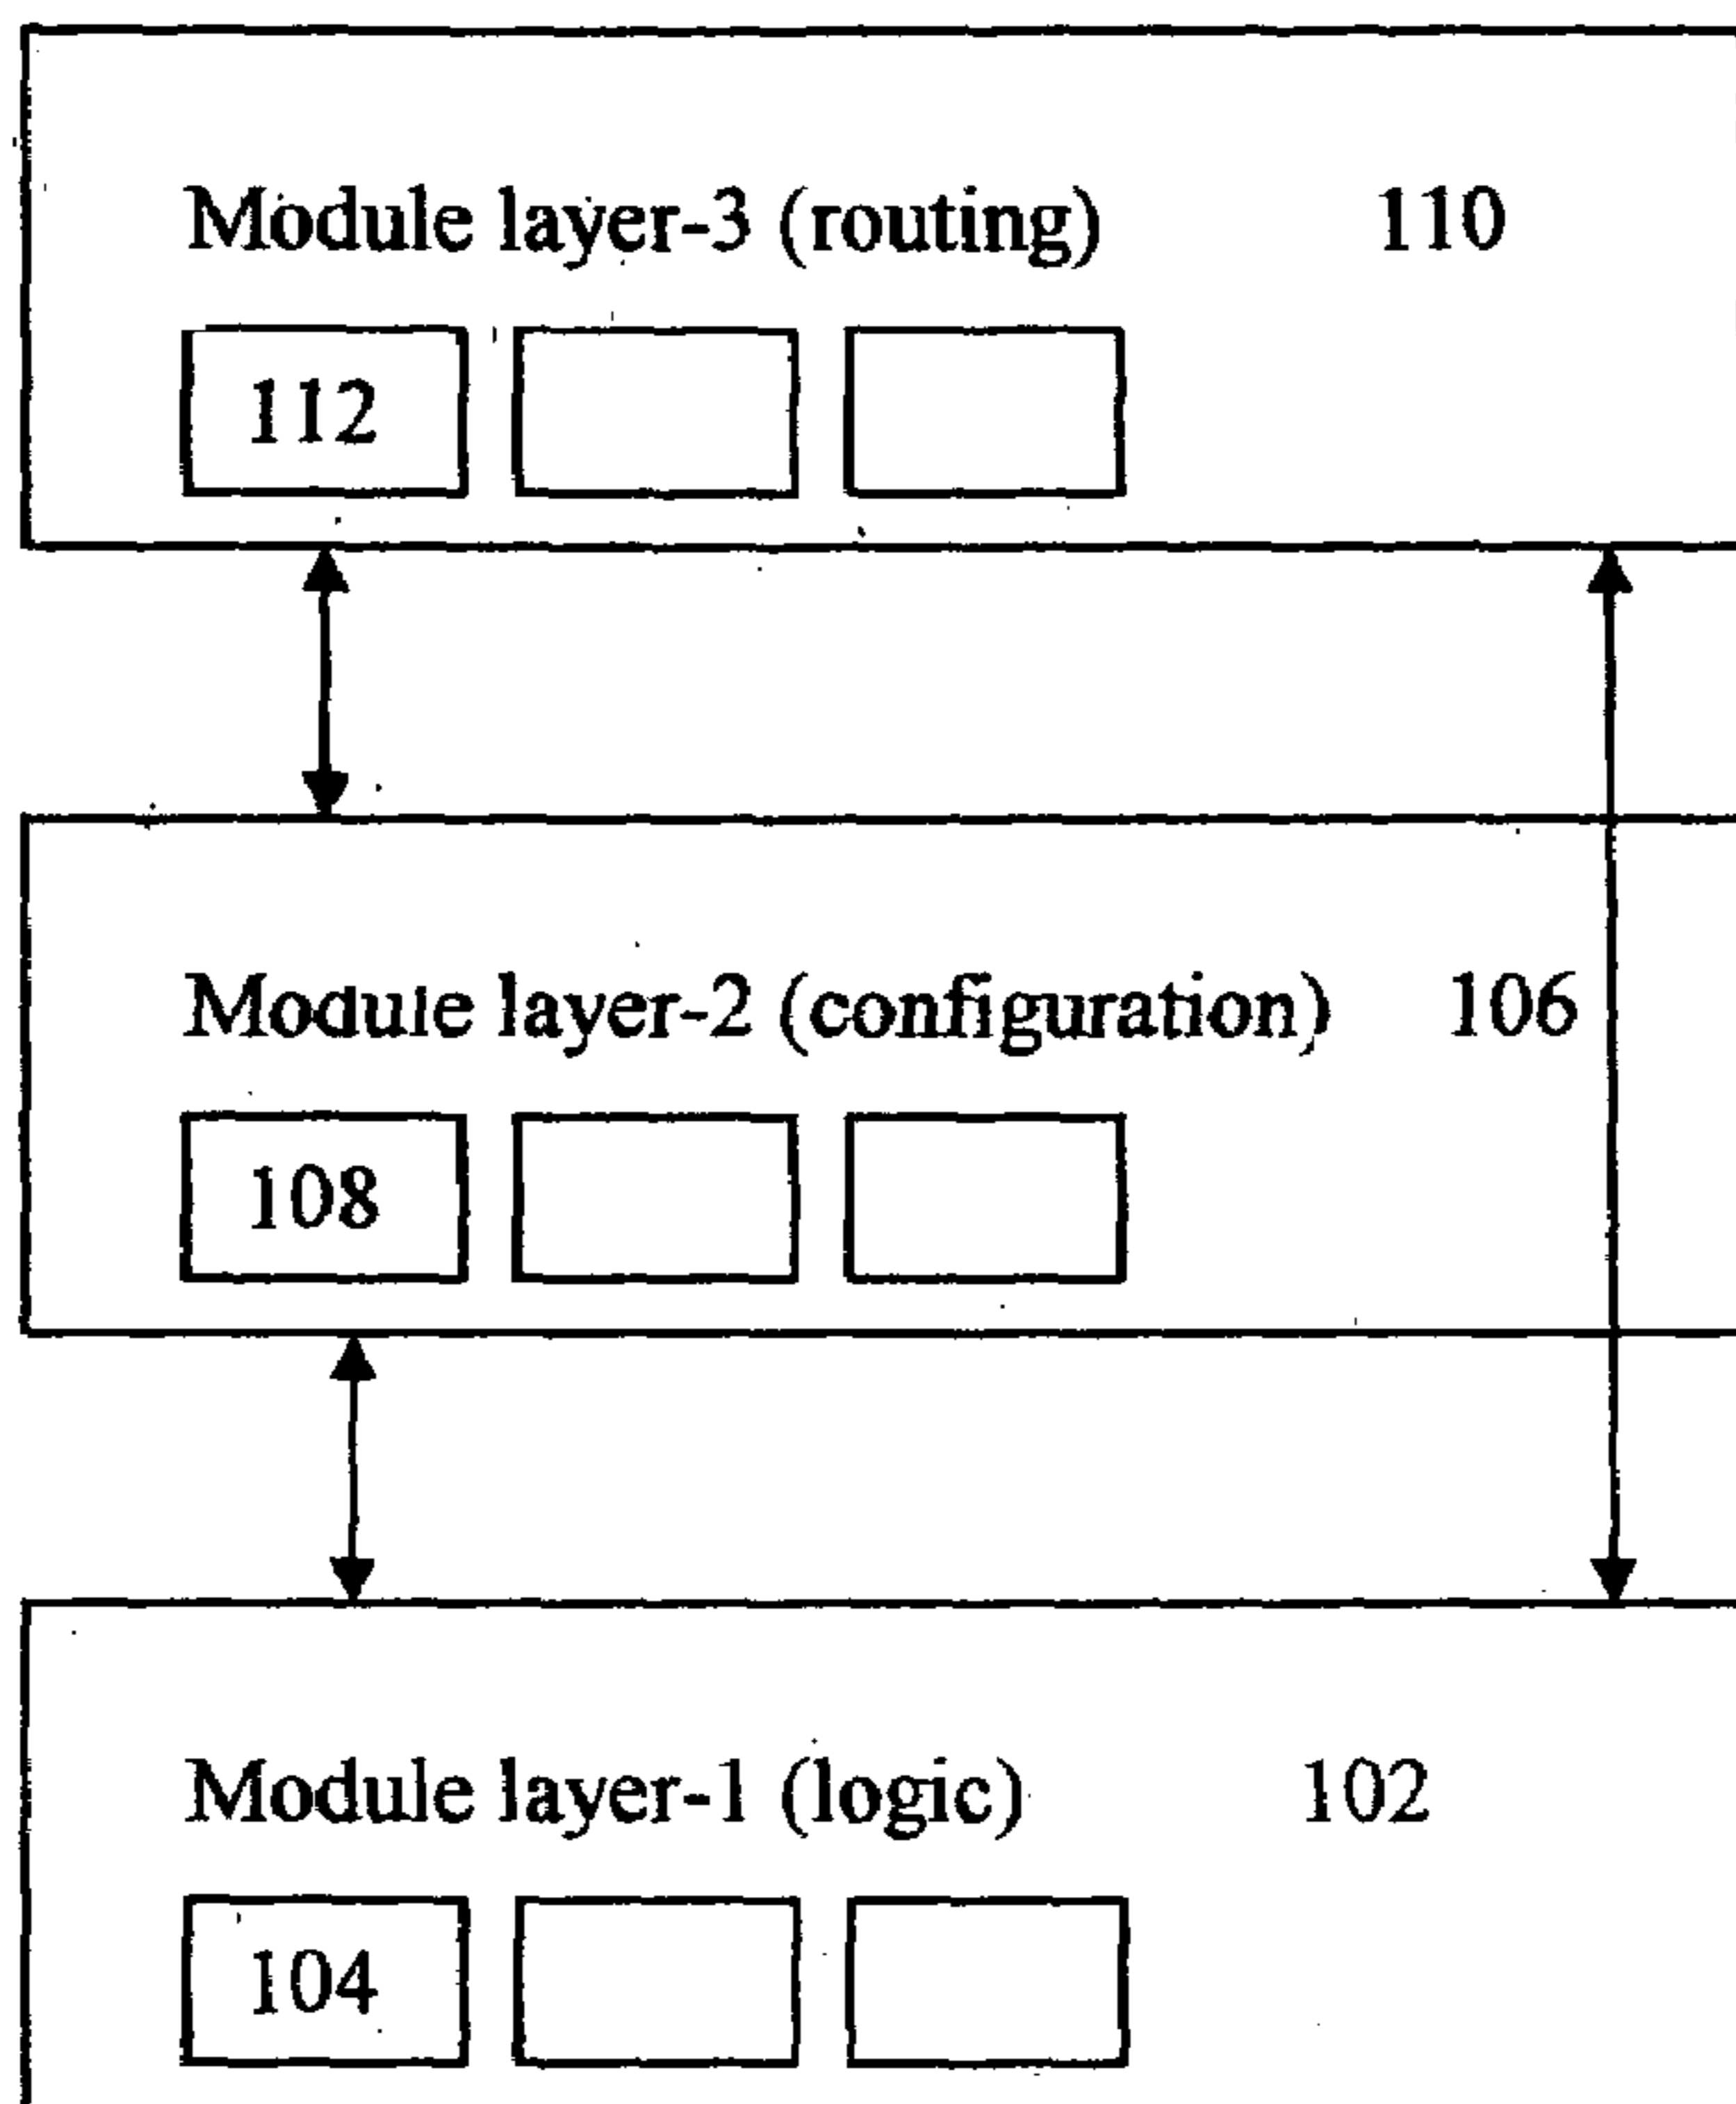 Module layer-3 (routing) 110
112
Module layer-2 (configuration) 106
108
Module layer-1 (logic) 102
104